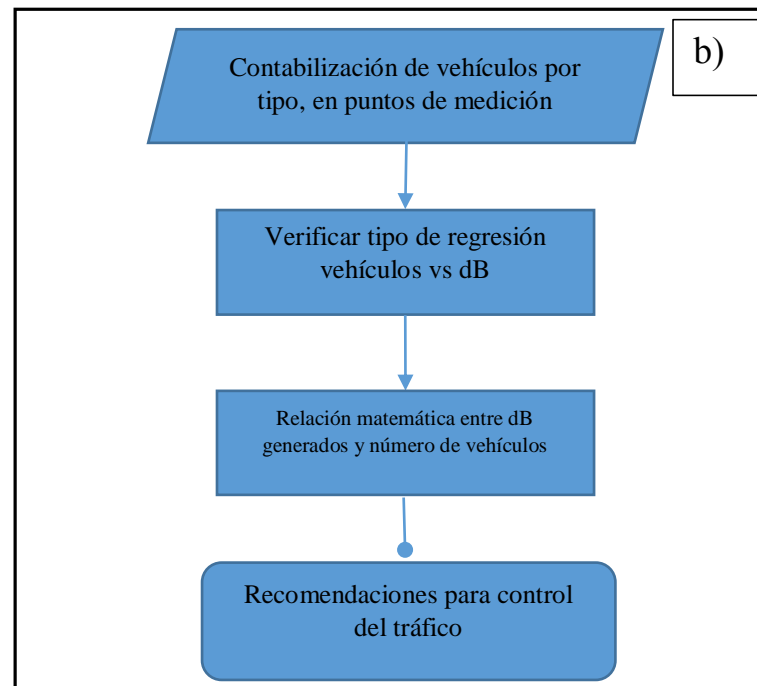 b)
Contabilización de vehículos por
tipo, en puntos de medición
Verificar tipo de regresión
vehículos vs dB
Relación matemática entre dB
generados y número de vehículos
Recomendaciones para control
del tráfico